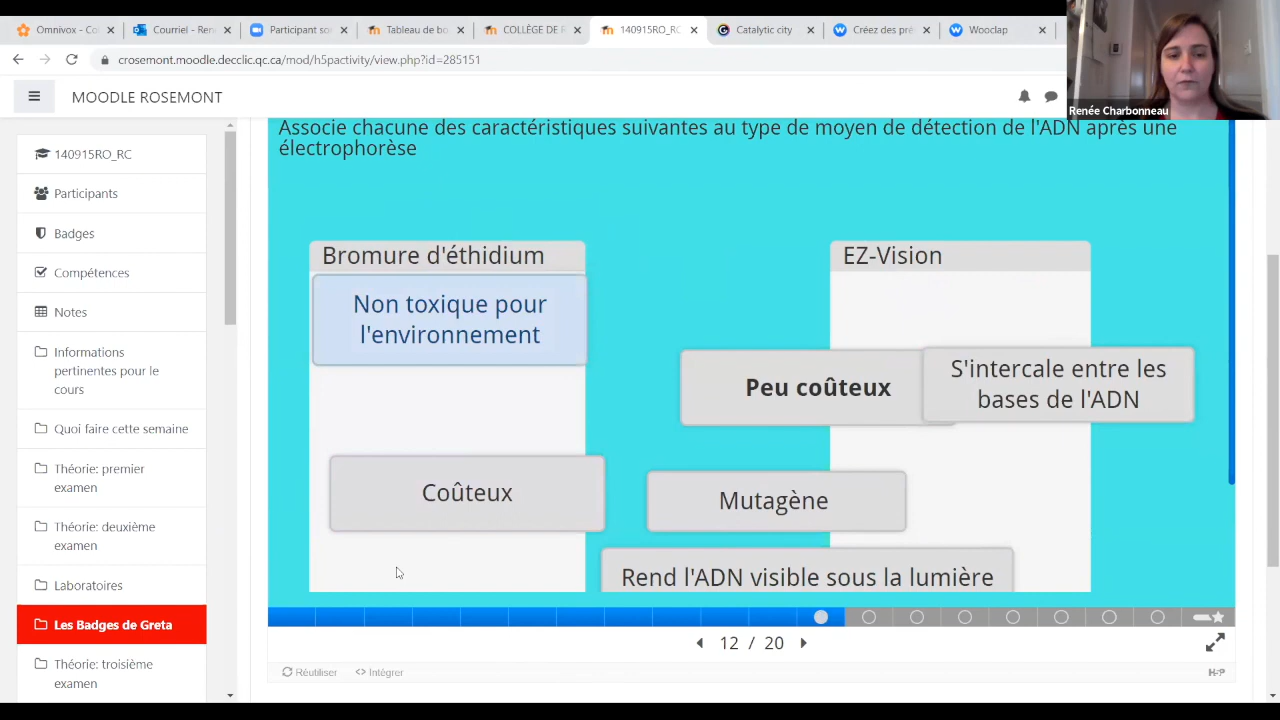 Omnivox - Co
Courriel - Ren
Participant soi
Tableau de bo
COLLÈGE DE R
140915RO_RC
Catalytic city
Créez des pré
Wooclap
crosemont.moodle.decclic.qc.ca/mod/h5pactivity/view.php?id=285151
Renée Charbonneau
MOODLE ROSEMONT
140915RO_RC
Participants
Badges
Compétences
Notes
Informations
pertinentes pour le
cours
Quoi faire cette semaine
Théorie: premier
examen
Théorie: deuxième
examen
Laboratoires
Les Badges de Greta
Théorie: troisième
examen
Associe chacune des caractéristiques suivantes au type de moyen de détection de l'ADN après une
électrophorèse
Bromure d'éthidium
EZ-Vision
Non toxique pour
l'environnement
Peu coûteux
S'intercale entre les
bases de l'ADN
Coûteux
Mutagène
Rend l'ADN visible sous la lumière
12 / 20
Réutiliser
Intégrer
H5P